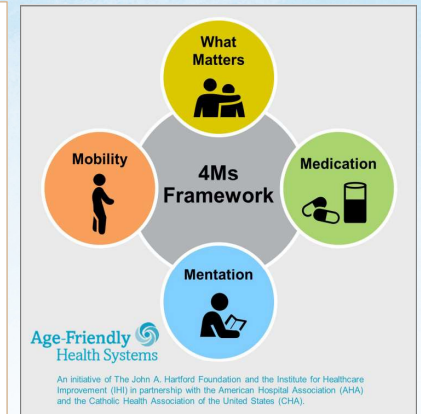 What
Matters
Mobility
4Ms
Framework
Medication
Mentation
Age-Friendly
Health Systems
An initiative of The John A. Hartford Foundation and the Institute for Healthcare
Improvement (IHI) in partnership with the American Hospital Association (AHA)
and the Catholic Health Association of the United States (CHA).